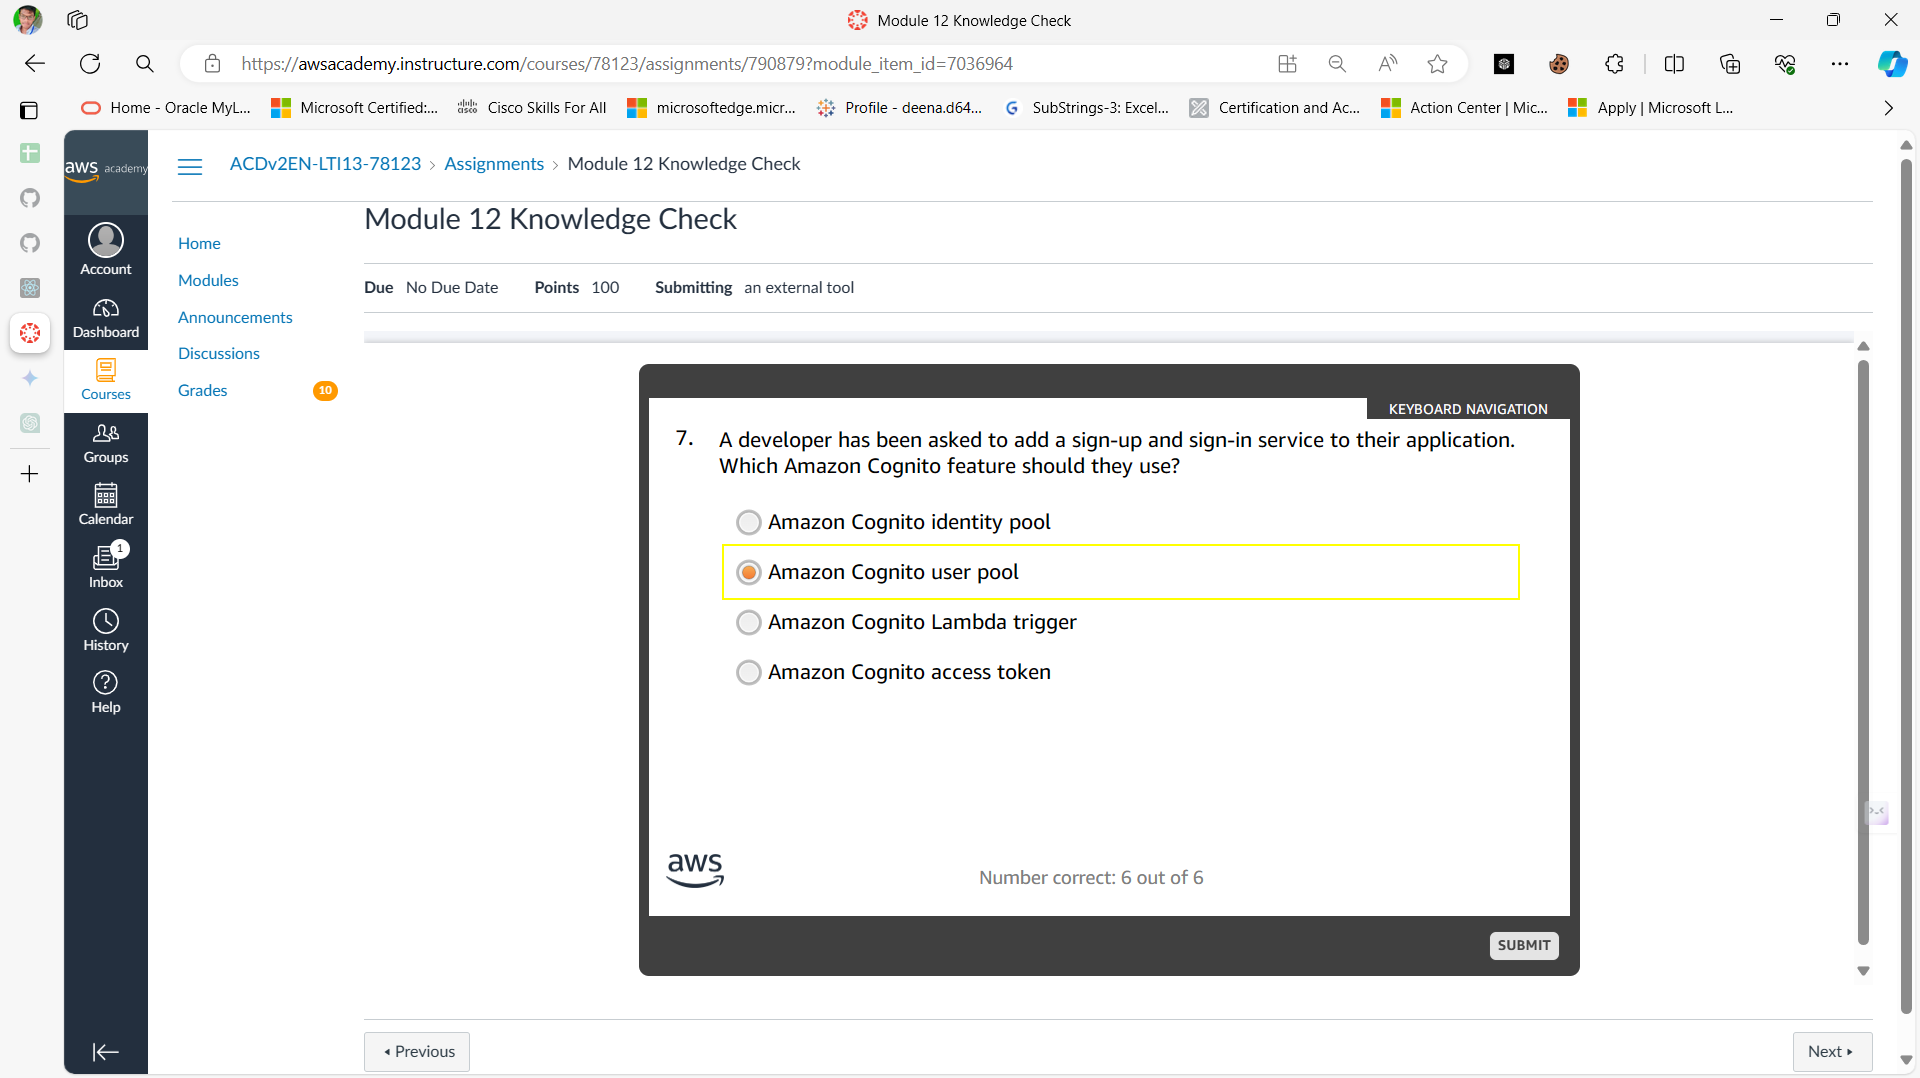 Module 12 Knowledge Check
https://awsacademy.instructure.com/courses/78123/assignments/790879?module_item_id=7036964
Home - Oracle MyL...
Microsoft Certified:...
Cisco Skills For All
microsoftedge.micr...
Profile - deena.d64...
SubStrings-3: Excel...
Certification and Ac...
Action Center | Mic...
Apply | Microsoft L...
aws academy
ACDv2EN-LTI13-78123 › Assignments › Module 12 Knowledge Check
Account
Dashboard
Courses
Groups
Calendar
1
Inbox
History
Help
Home
Modules
Announcements
Discussions
Grades 10
Module 12 Knowledge Check
Due No Due Date Points 100 Submitting an external tool
KEYBOARD NAVIGATION
7. A developer has been asked to add a sign-up and sign-in service to their application.
Which Amazon Cognito feature should they use?
Amazon Cognito identity pool
Amazon Cognito user pool
Amazon Cognito Lambda trigger
Amazon Cognito access token
aws
Number correct: 6 out of 6
SUBMIT
Previous
Next